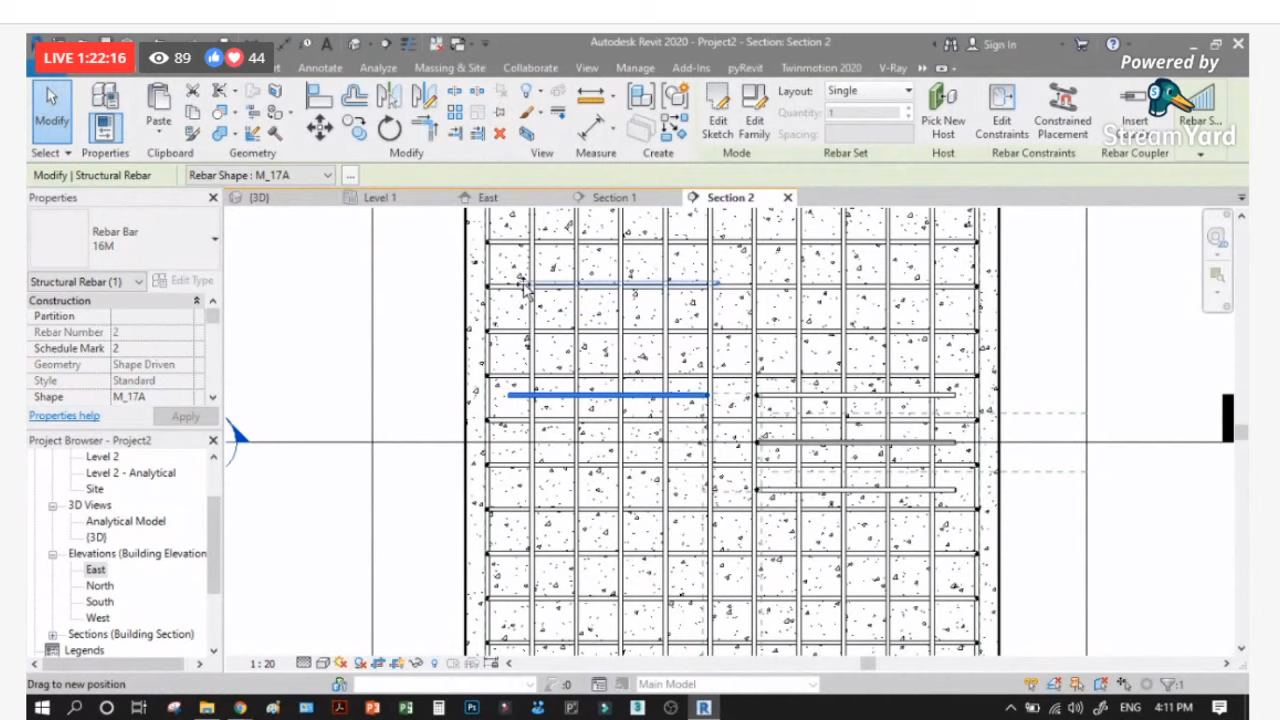 LIVE 1:22:16 89 44
Autodesk Revit 2020 - Project2 - Section: Section 2
Sign In
Powered by
StreamYard
Annotate Analyze Massing & Site Collaborate View Manage Add-Ins pyRevit Twinmotion 2020 V-Ray
Modify
Properties
Paste
Edit Sketch
Edit Family
Layout: Single
Quantity: 1
Spacing:
Pick New Host
Edit Constraints
Constrained Placement
Insert
Rebar S...
Select Properties Clipboard Geometry Modify View Measure Create Mode Rebar Set Host Rebar Constraints Rebar Coupler
Modify | Structural Rebar Rebar Shape : M_17A ...
Properties
{3D} Level 1 East Section 1 Section 2
Rebar Bar
16M
Structural Rebar (1) Edit Type
Construction
Partition
Rebar Number 2
Schedule Mark 2
Geometry Shape Driven
Style Standard
Shape M_17A
Properties help Apply
Project Browser - Project2
Level 2
Level 2 - Analytical
Site
3D Views
Analytical Model
{3D}
Elevations (Building Elevation
East
North
South
West
Sections (Building Section)
Legends
1 : 20
Drag to new position
:0
Main Model
:1
ENG 4:11 PM